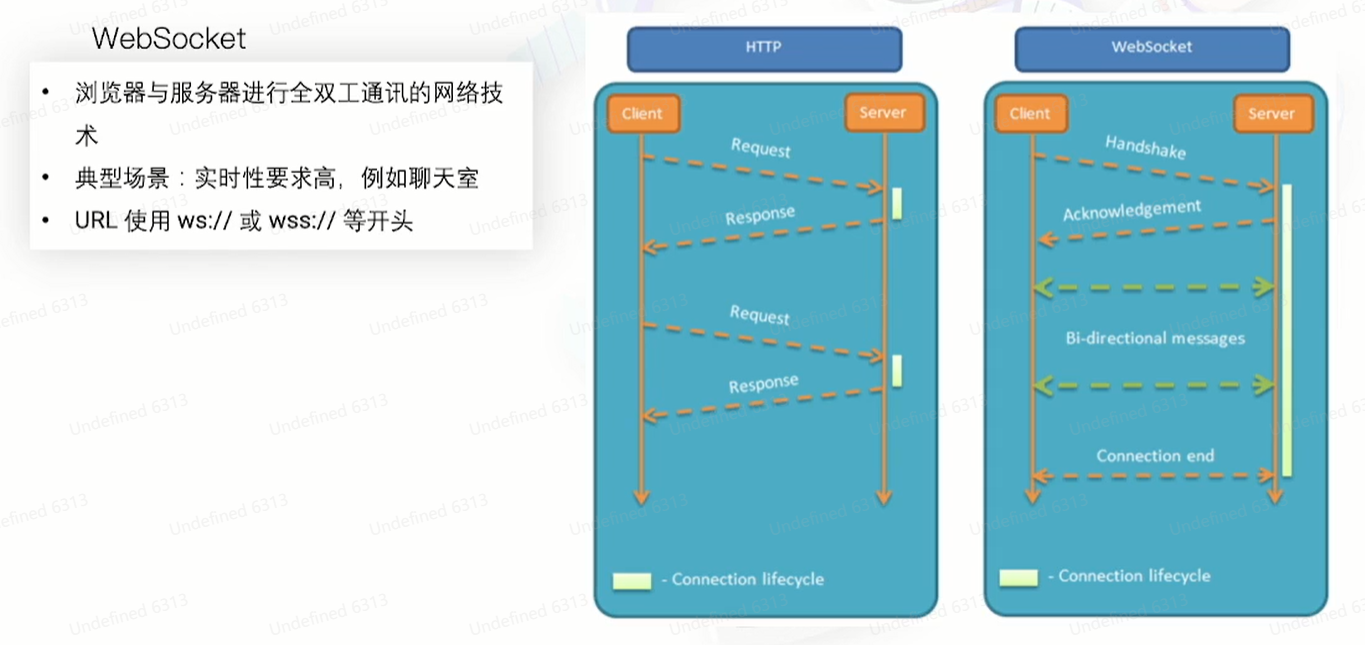 WebSocket
• 浏览器与服务器进行全双工通讯的网络技
术
• 典型场景：实时性要求高，例如聊天室
• URL 使用 ws:// 或 wss:// 等开头
HTTP
Client
Server
Request
Response
Request
Response
- Connection lifecycle
WebSocket
Client
Server
Handshake
Acknowledgement
Bi-directional messages
Connection end
- Connection lifecycle
Undefined 6313